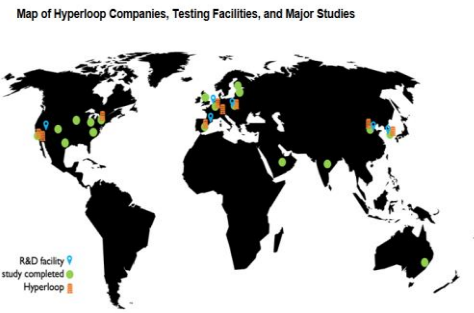 Map of Hyperloop Companies, Testing Facilities, and Major Studies
R&D facility
study completed
Hyperloop